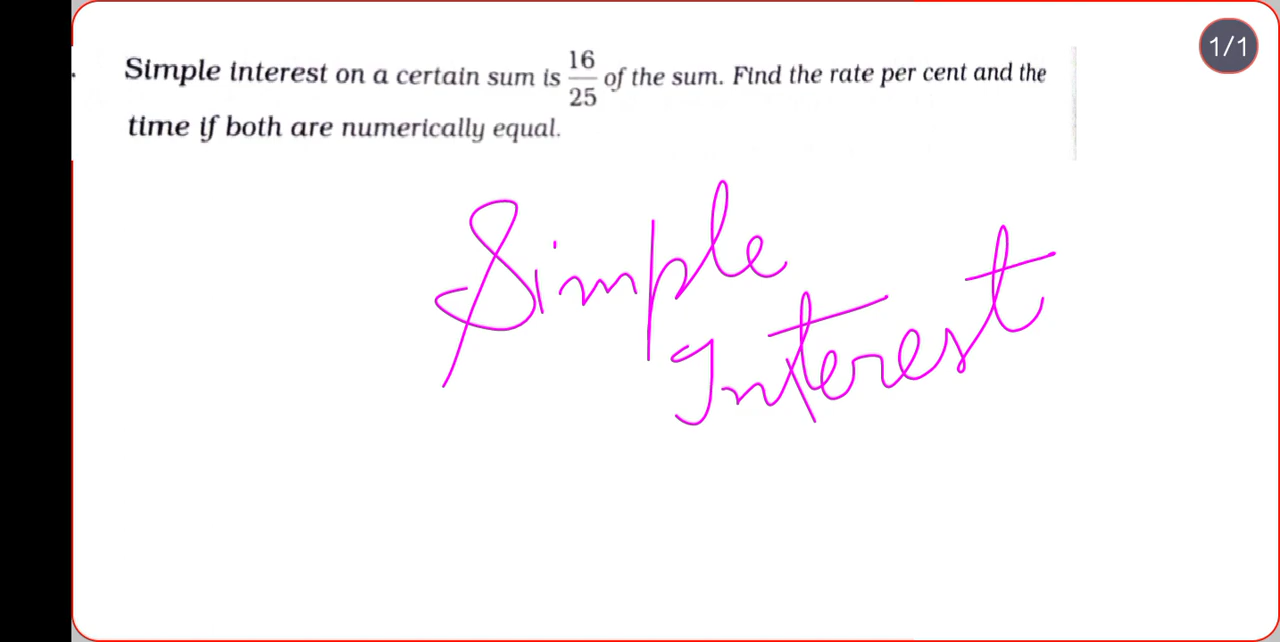 1/1
Simple interest on a certain sum is 16/25 of the sum. Find the rate per cent and the
time if both are numerically equal.
Simple
Interest